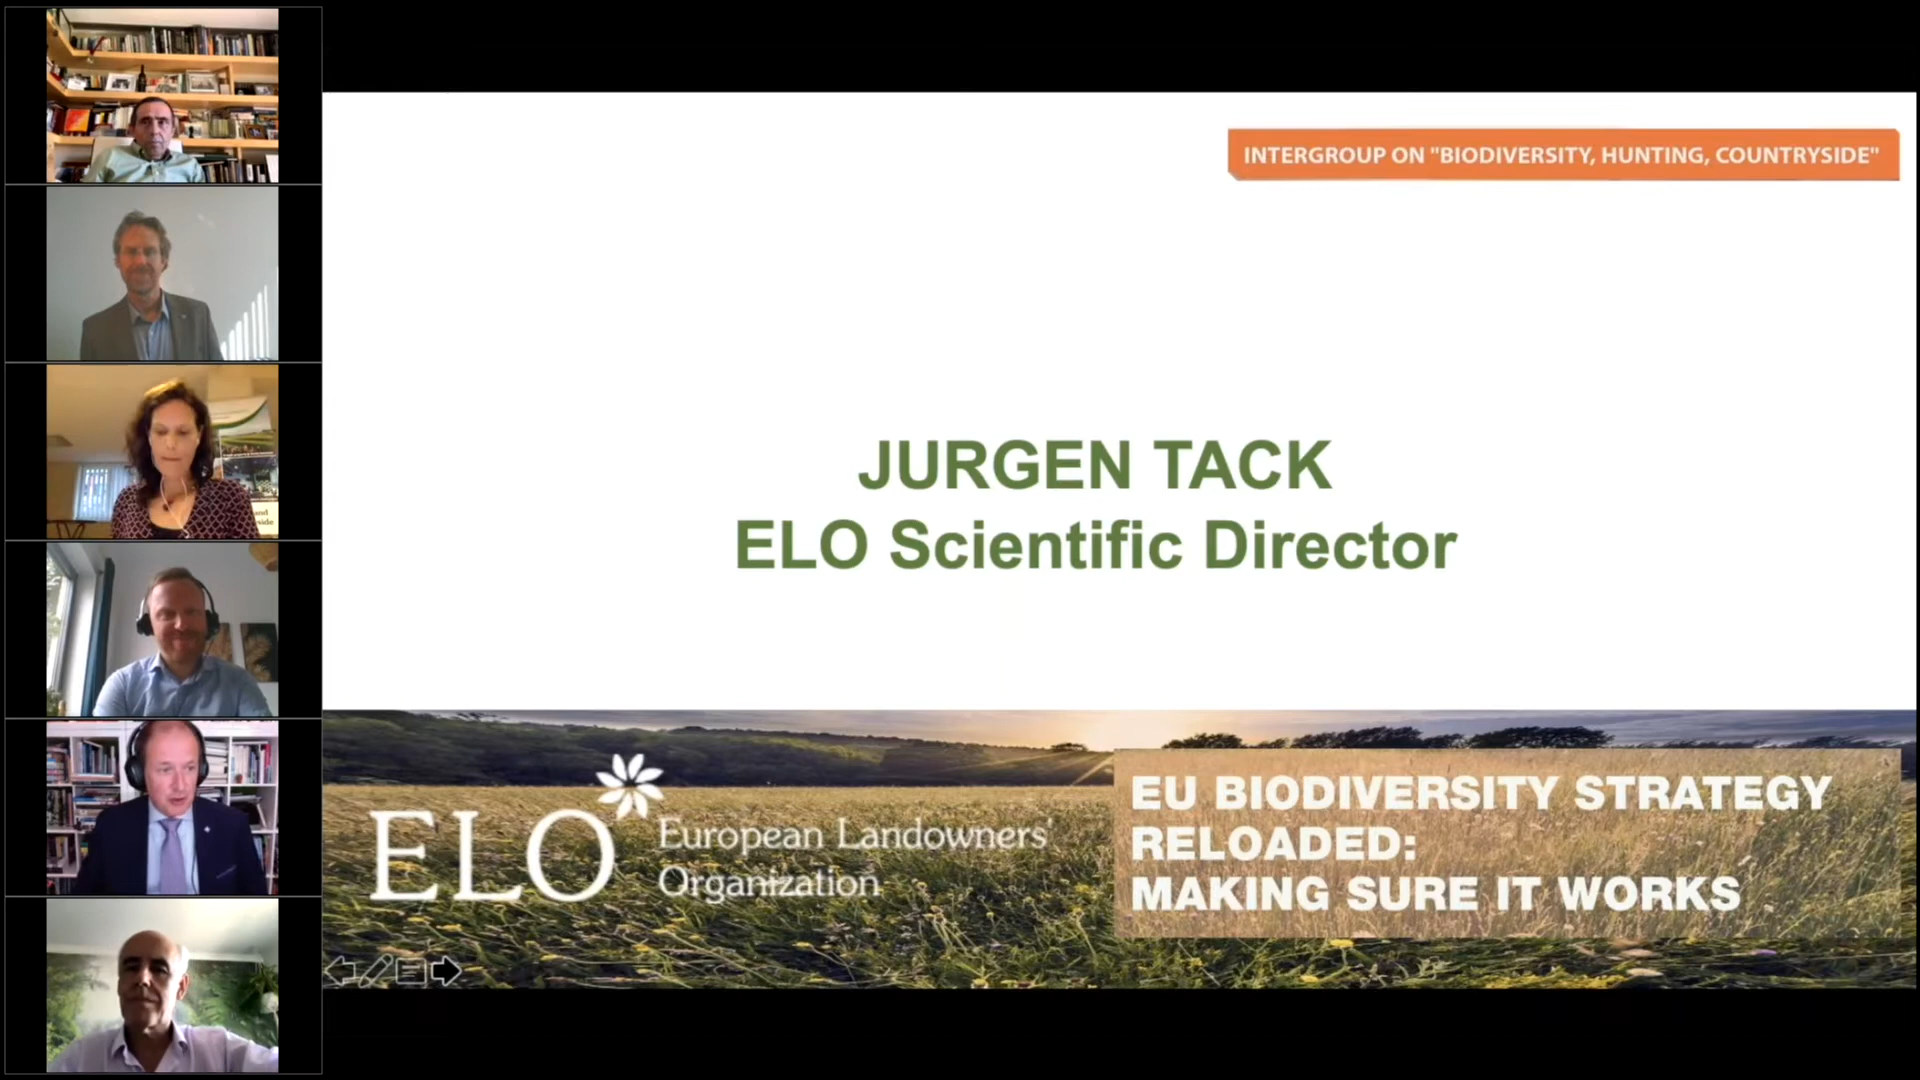 INTERGROUP ON "BIODIVERSITY, HUNTING, COUNTRYSIDE"
JURGEN TACK
ELO Scientific Director
ELO European Landowners'
Organization
EU BIODIVERSITY STRATEGY
RELOADED:
MAKING SURE IT WORKS